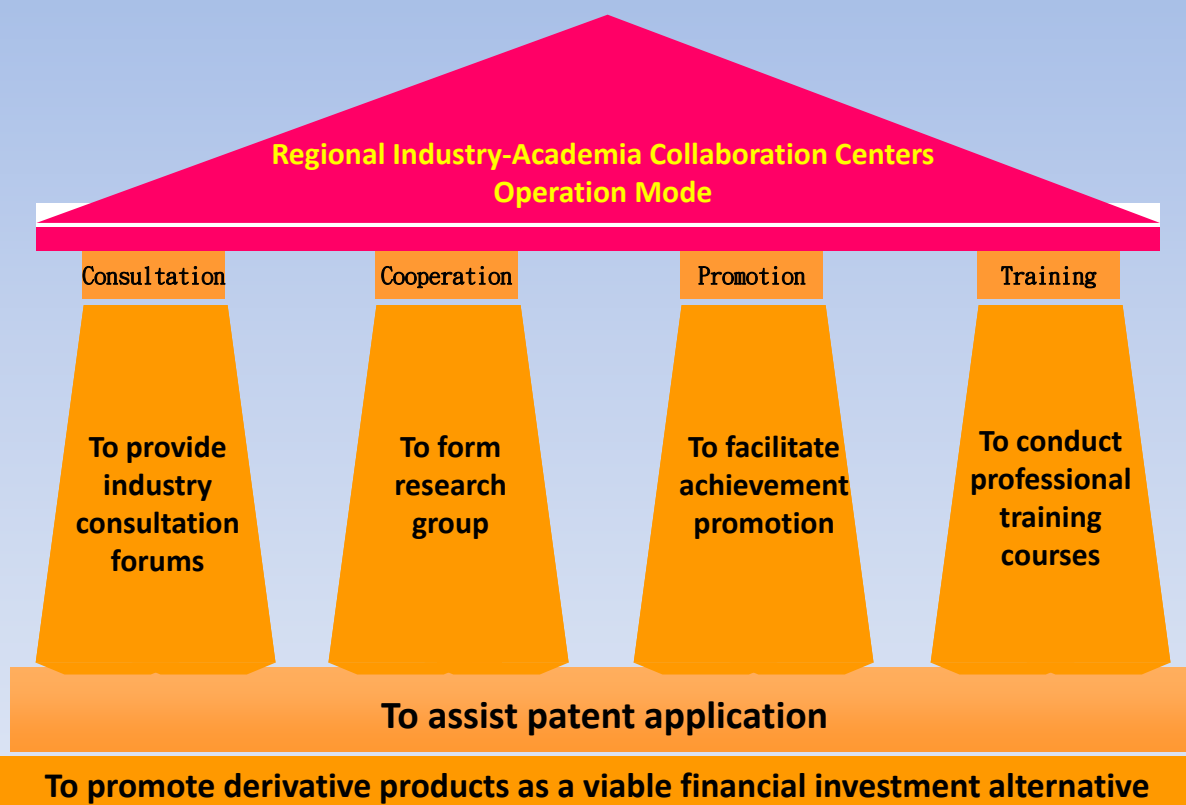 Regional Industry-Academia Collaboration Centers
Operation Mode
Consultation
Cooperation
Promotion
Training
To provide
industry
consultation
forums
To form
research
group
To facilitate
achievement
promotion
To conduct
professional
training
courses
To assist patent application
To promote derivative products as a viable financial investment alternative